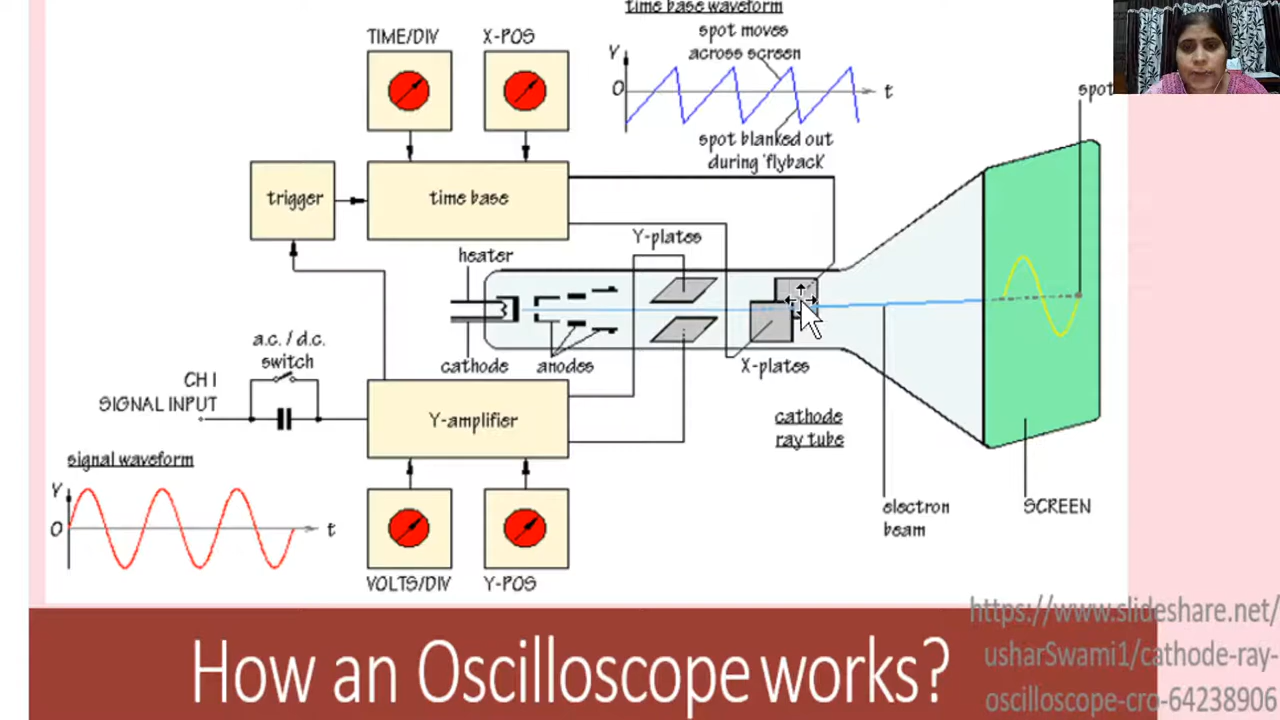 time base waveform
TIME/DIV
X-POS
spot moves
across screen
Y
O
t
spot
spot blanked out
during 'flyback'
trigger
time base
Y-plates
heater
a.c. / d.c.
switch
cathode
anodes
X-plates
CH I
SIGNAL INPUT
Y-amplifier
cathode
ray tube
signal waveform
Y
O
t
electron
beam
SCREEN
VOLTS/DIV
Y-POS
How an Oscilloscope works?
https://www.slideshare.net/
usharSwami1/cathode-ray-
oscilloscope-cro-64238906